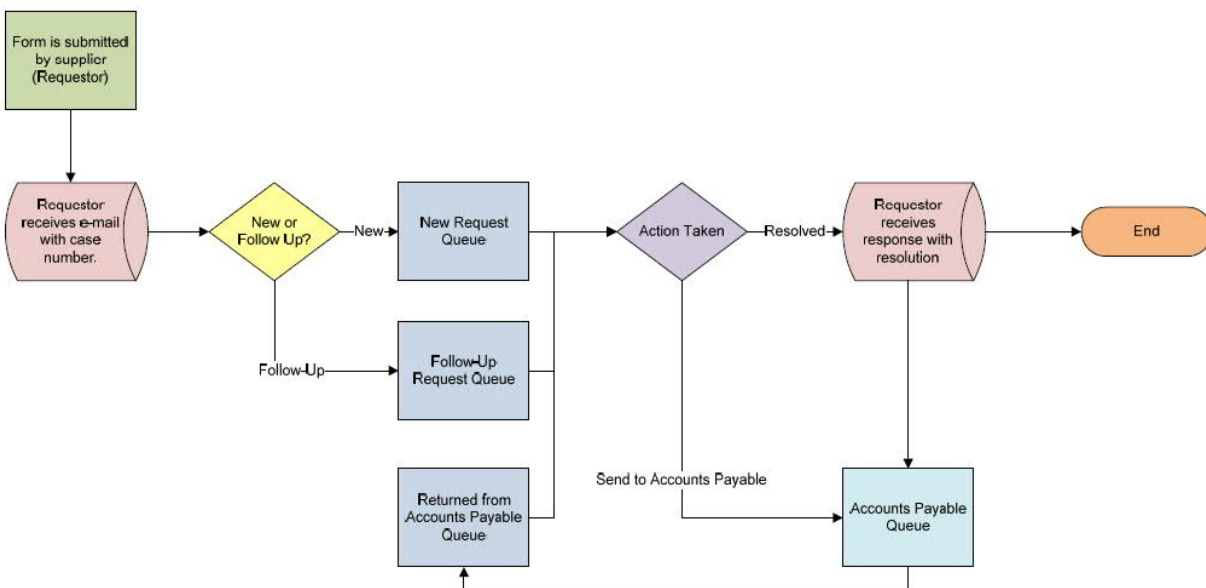 Form is submitted
by supplier
(Requestor)
Requestor
receives e-mail
with case
number.
New or
Follow Up?
New
New Request
Queue
Action Taken
Resolved
Requestor
receives
response with
resolution
End
Follow-Up
Follow-Up
Request Queue
Send to Accounts Payable
Returned from
Accounts Payable
Queue
Accounts Payable
Queue